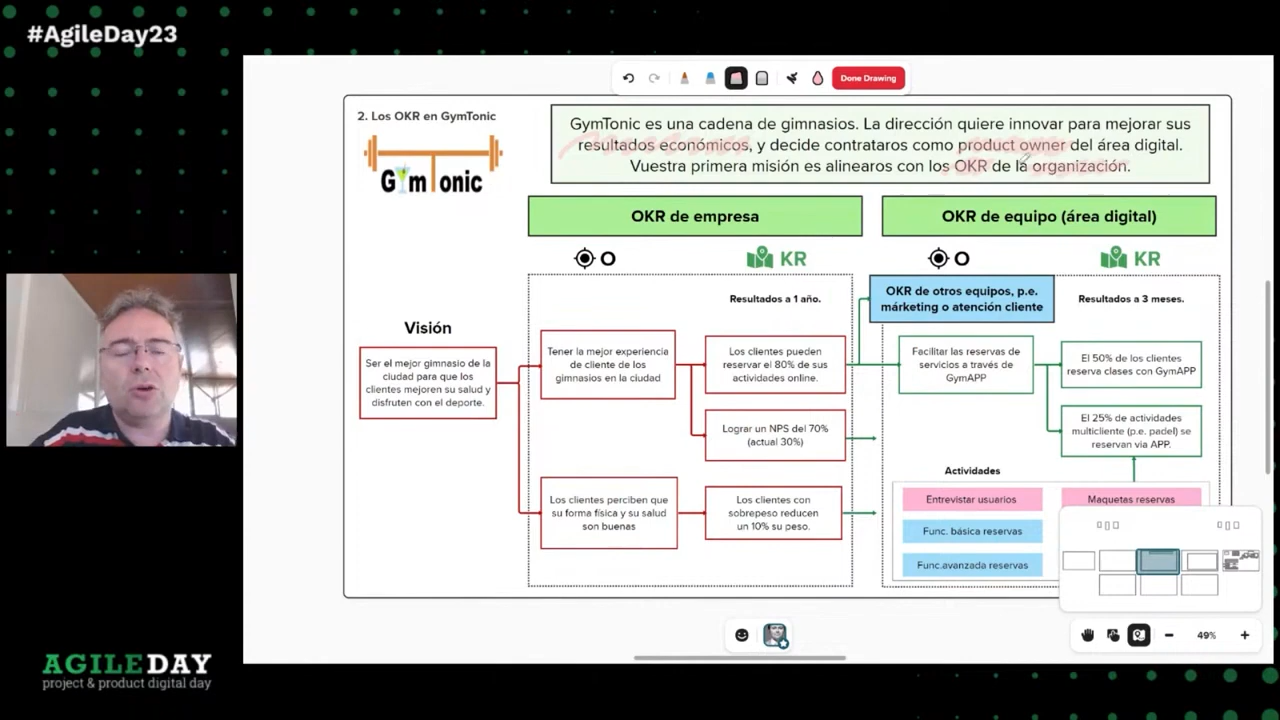 #AgileDay23
Done Drawing
2. Los OKR en GymTonic
GymTonic es una cadena de gimnasios. La dirección quiere innovar para mejorar sus
resultados económicos, y decide contrataros como product owner del área digital.
Vuestra primera misión es alinearos con los OKR de la organización.
GymTonic
OKR de empresa
OKR de equipo (área digital)
O
KR
O
KR
Resultados a 1 año.
OKR de otros equipos, p.e.
márketing o atención cliente
Resultados a 3 meses.
Visión
Ser el mejor gimnasio de la
ciudad para que los
clientes mejoren su salud y
disfruten con el deporte.
Tener la mejor experiencia
de cliente de los
gimnasios en la ciudad
Los clientes pueden
reservar el 80% de sus
actividades online.
Facilitar las reservas de
servicios a través de
GymAPP
El 50% de los clientes
reserva clases con GymAPP
Lograr un NPS del 70%
(actual 30%)
El 25% de actividades
multicliente (p.e. padel) se
reservan via APP.
Los clientes perciben que
su forma física y su salud
son buenas
Los clientes con
sobrepeso reducen
un 10% su peso.
Actividades
Entrevistar usuarios
Maquetas reservas
Func. básica reservas
Func.avanzada reservas
49%
AGILEDAY
project & product digital day